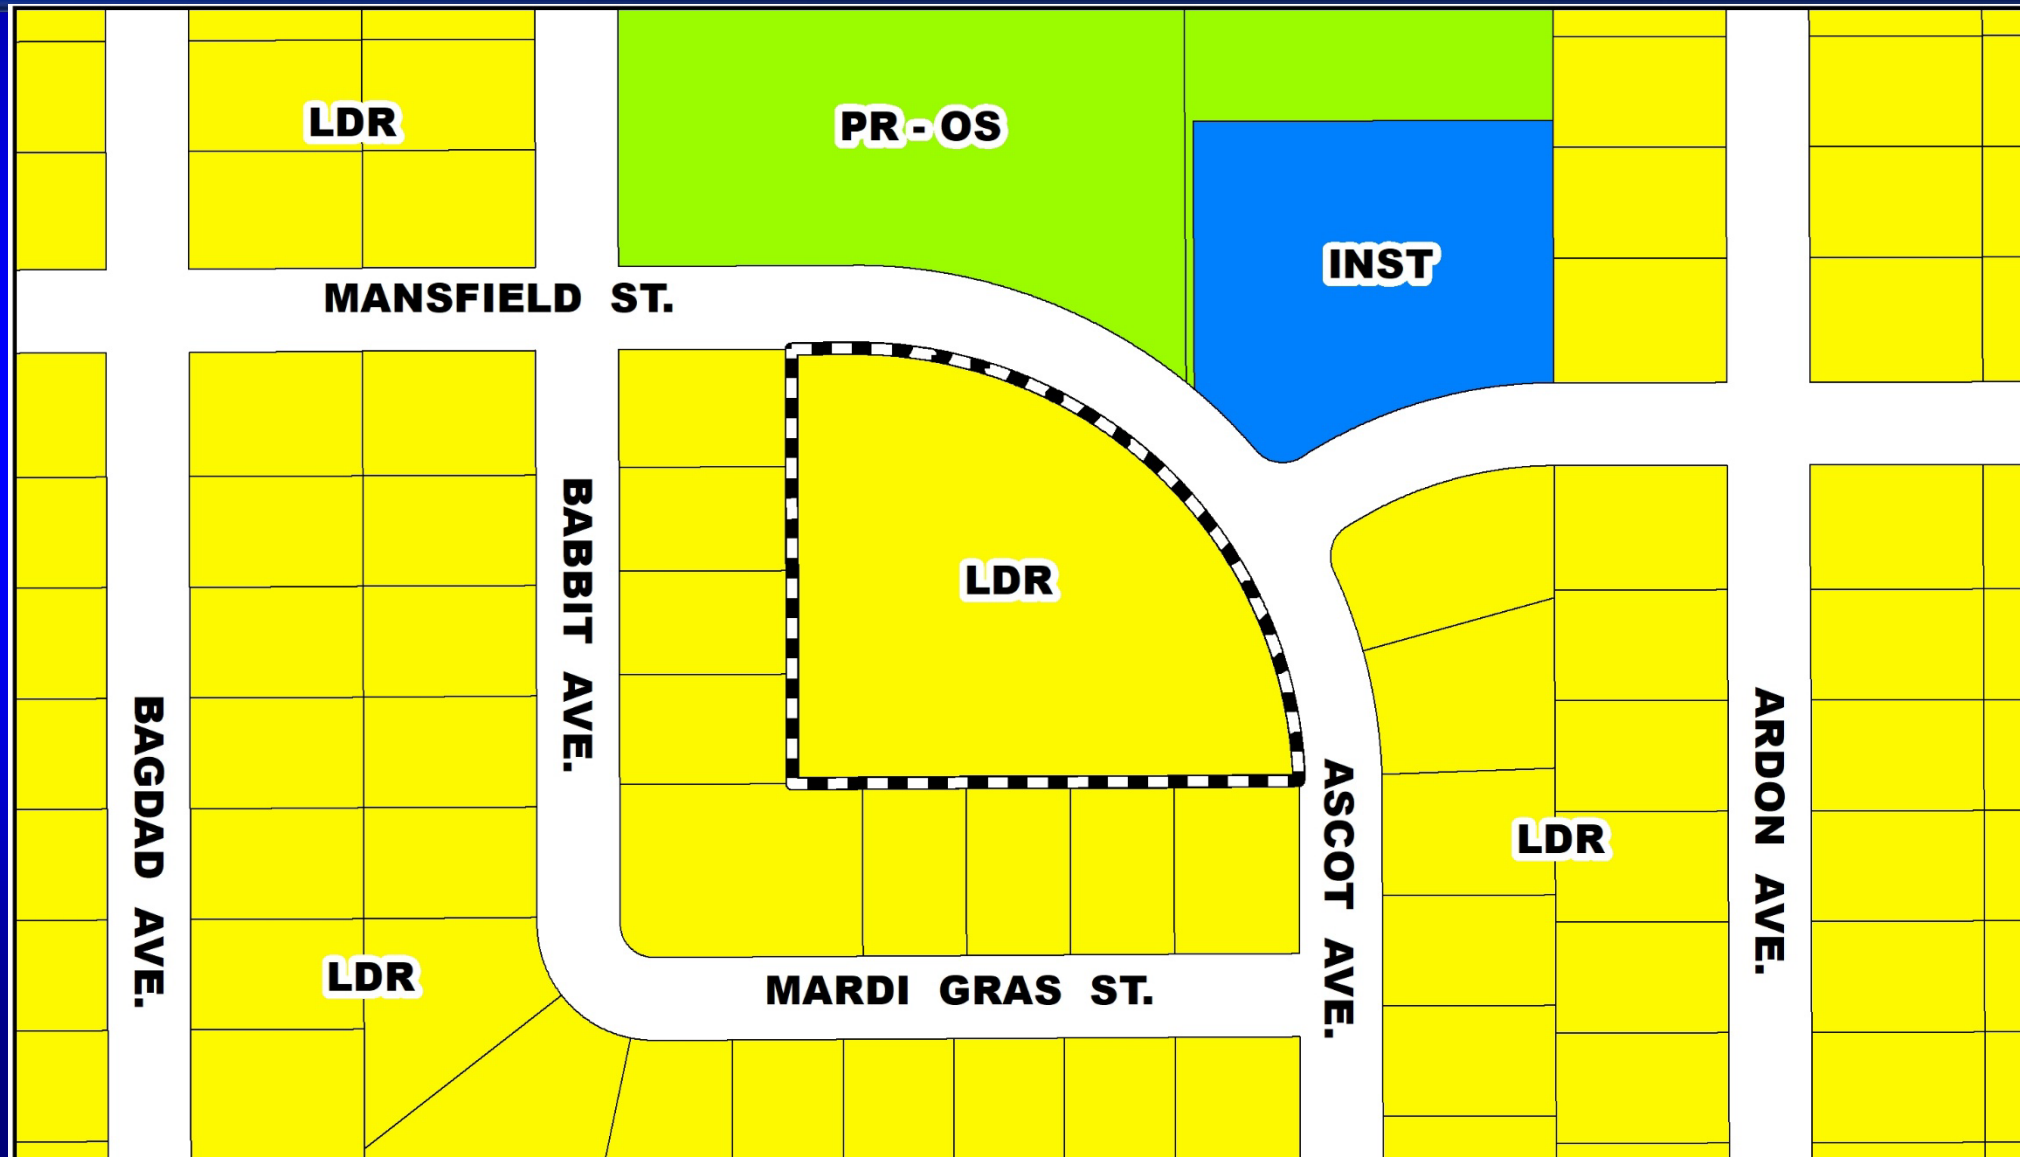 LDR
PR - OS
INST
MANSFIELD ST.
BABBIT AVE.
LDR
BAGDAD AVE.
ARDON AVE.
ASCOT AVE.
LDR
LDR
MARDI GRAS ST.